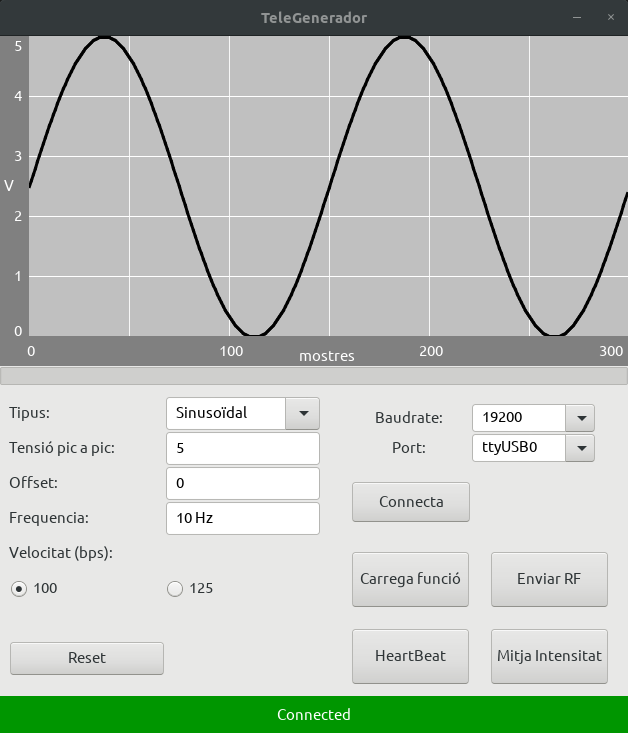 TeleGenerador
5
4
3
V
2
1
0
0 100 mostres 200 300
Tipus: Sinusoïdal
Baudrate: 19200
Tensió pic a pic: 5
Port: ttyUSB0
Offset: 0
Connecta
Frequencia: 10 Hz
Velocitat (bps):
100 125
Carrega funció Enviar RF
Reset
HeartBeat Mitja Intensitat
Connected